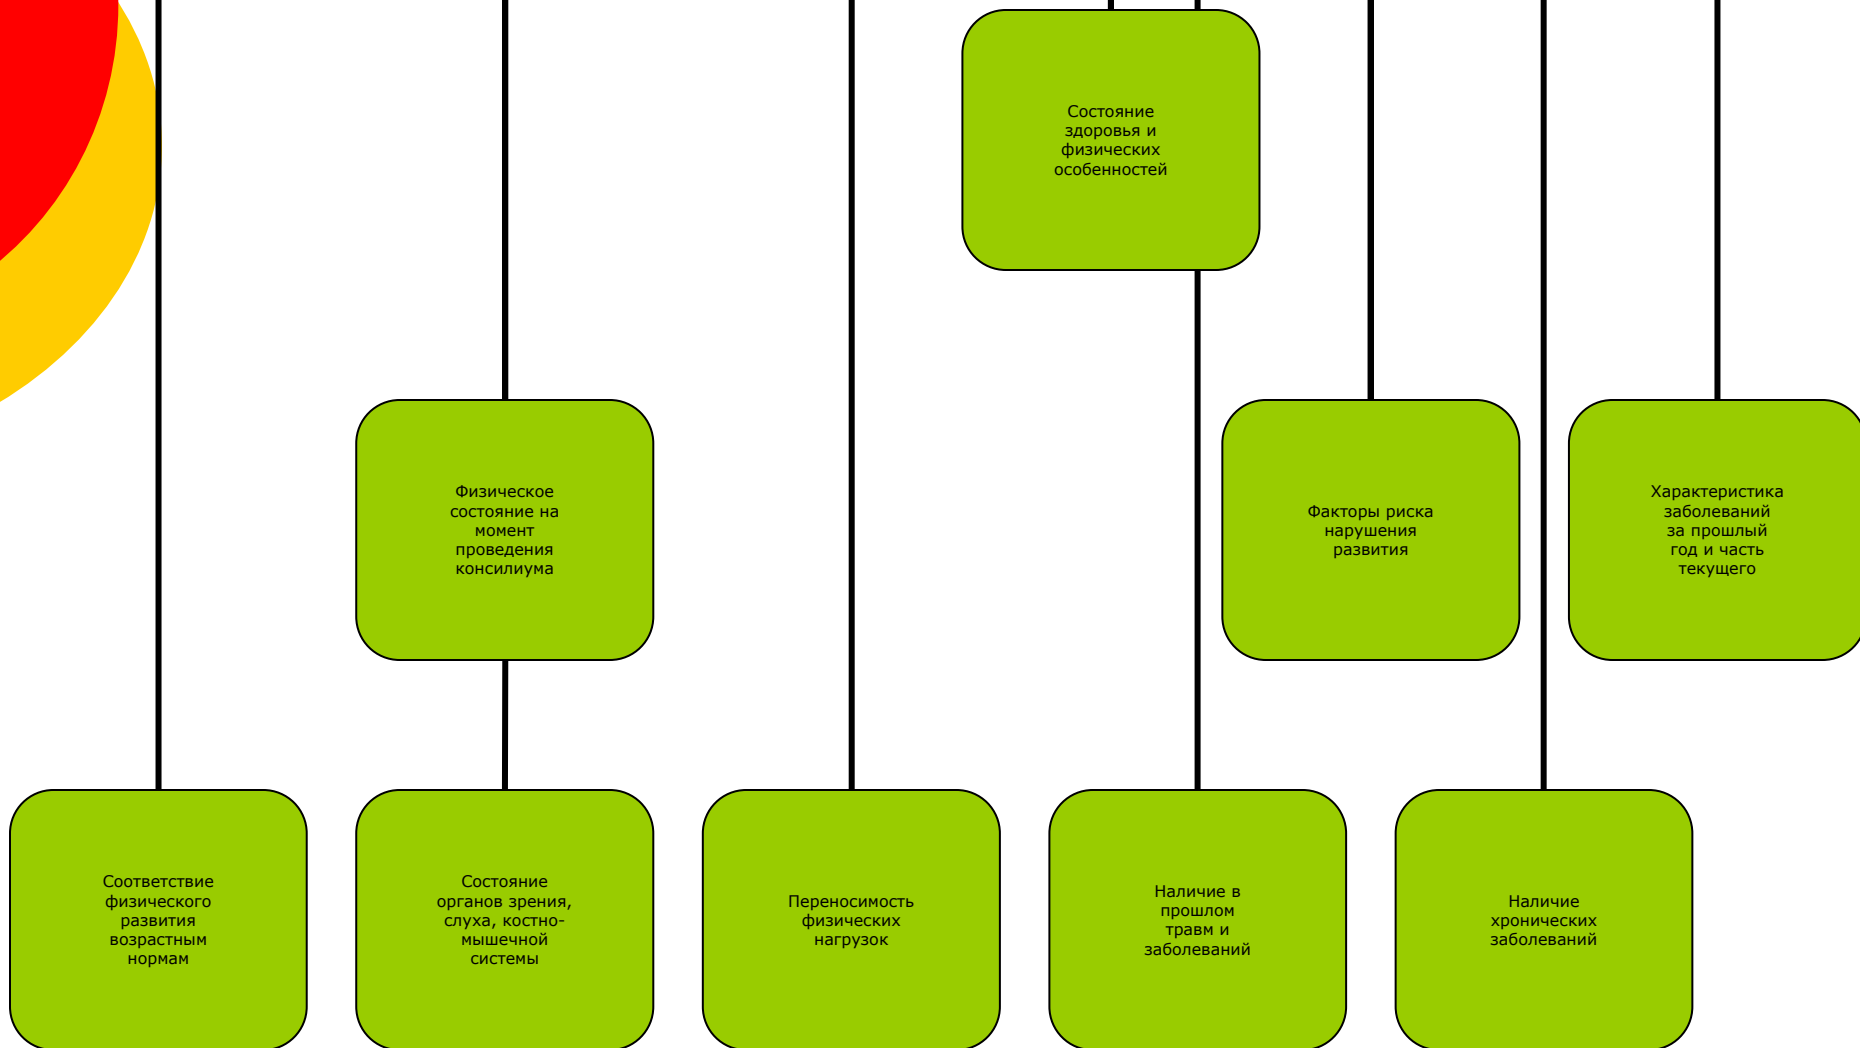 Состояние
здоровья и
физических
особенностей
Физическое
состояние на
момент
проведения
консилиума
Факторы риска
нарушения
развития
Характеристика
заболеваний
за прошлый
год и часть
текущего
Соответствие
физического
развития
возрастным
нормам
Состояние
органов зрения,
слуха, костно-
мышечной
системы
Переносимость
физических
нагрузок
Наличие в
прошлом
травм и
заболеваний
Наличие
хронических
заболеваний